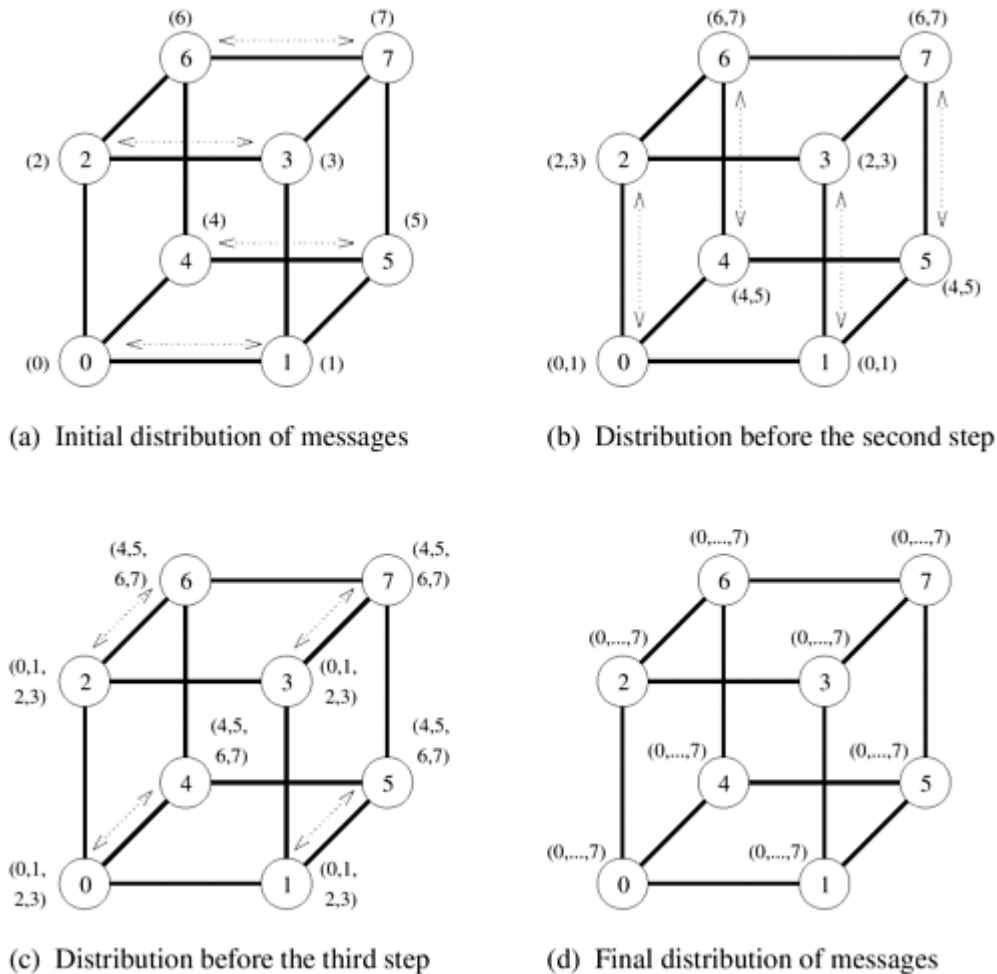 (6) (7)
6 7
(2) 2 3 (3)
(4) (5)
4 5
(0) 0 1 (1)
(a) Initial distribution of messages
(6,7) (6,7)
6 7
(2,3) 2 3 (2,3)
4 5
(4,5) (4,5)
(0,1) 0 1 (0,1)
(b) Distribution before the second step
(4,5, (4,5,
6,7) 6 7 6,7)
(0,1, 2 3 (0,1,
2,3) 2,3)
(4,5, (4,5,
6,7) 6,7)
4 5
(0,1, 0 1 (0,1,
2,3) 2,3)
(c) Distribution before the third step
(0,...,7) (0,...,7)
6 7
(0,...,7) (0,...,7)
2 3
(0,...,7) (0,...,7)
4 5
(0,...,7) (0,...,7)
0 1
(d) Final distribution of messages